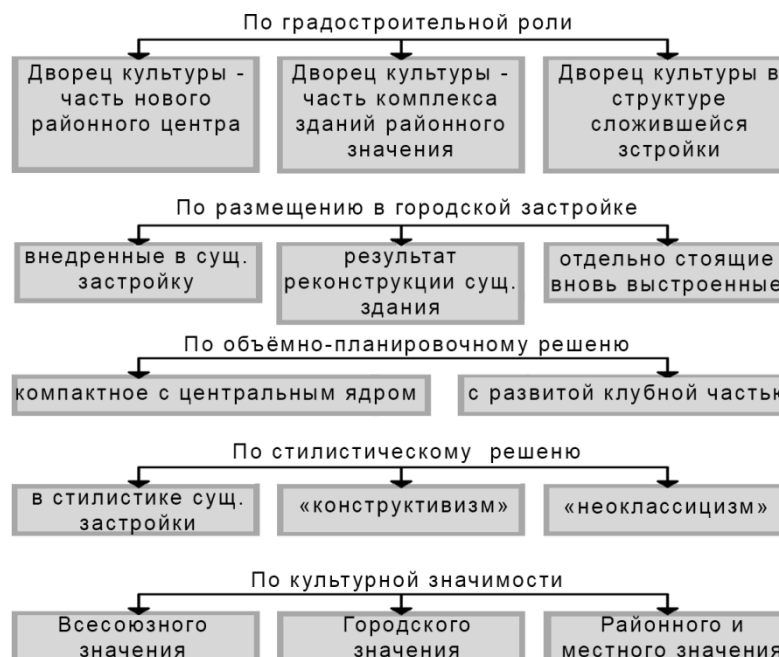 По градостроительной роли
Дворец культуры -
часть нового
районного центра
Дворец культуры -
часть комплекса
зданий районного
значения
Дворец культуры в
структуре
сложившейся
зстройки
По размещению в городской застройке
внедренные в сущ.
застройку
результат
реконструкции сущ.
здания
отдельно стоящие
вновь выстроенные
По объёмно-планировочному решеню
компактное с центральным ядром
с развитой клубной частью
По стилистическому решеню
в стилистике сущ.
застройки
«конструктивизм»
«неоклассицизм»
По культурной значимости
Всесоюзного
значения
Городского
значения
Районного и
местного значения